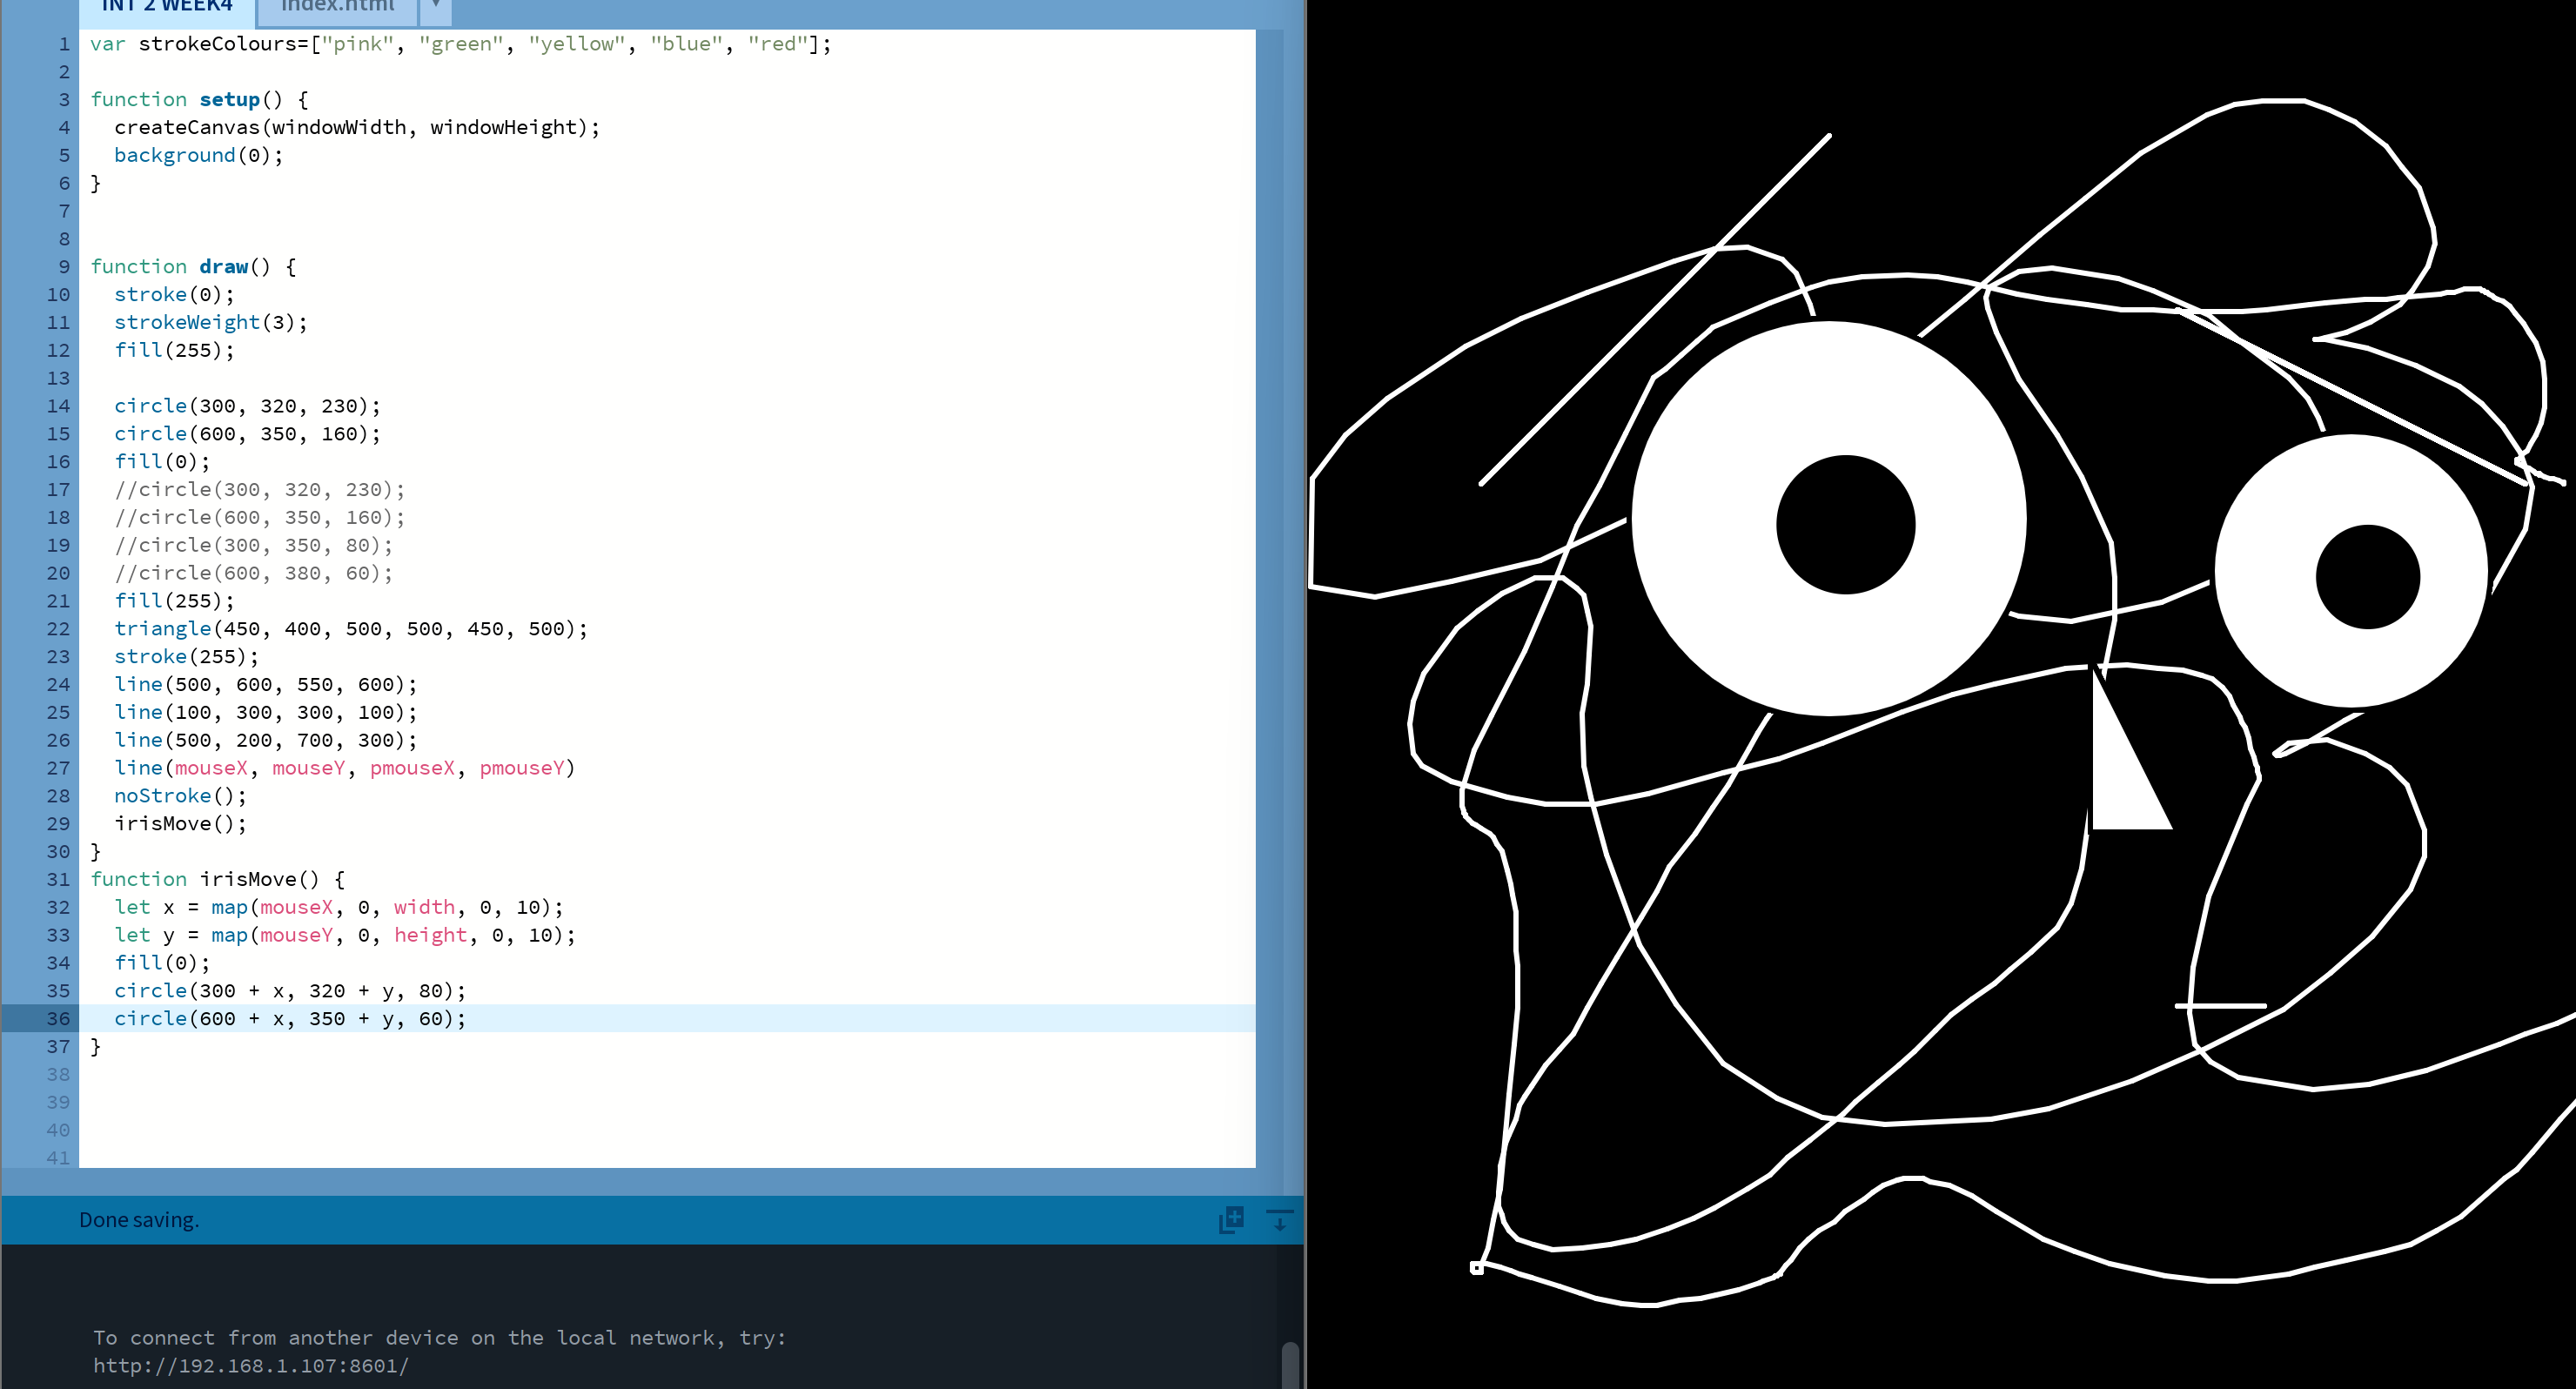 INT 2 WEEK4 index.html ▼
1 var strokeColours=["pink", "green", "yellow", "blue", "red"];
2
3 function setup() {
4   createCanvas(windowWidth, windowHeight);
5   background(0);
6 }
7
8
9 function draw() {
10   stroke(0);
11   strokeWeight(3);
12   fill(255);
13
14   circle(300, 320, 230);
15   circle(600, 350, 160);
16   fill(0);
17   //circle(300, 320, 230);
18   //circle(600, 350, 160);
19   //circle(300, 350, 80);
20   //circle(600, 380, 60);
21   fill(255);
22   triangle(450, 400, 500, 500, 450, 500);
23   stroke(255);
24   line(500, 600, 550, 600);
25   line(100, 300, 300, 100);
26   line(500, 200, 700, 300);
27   line(mouseX, mouseY, pmouseX, pmouseY)
28   noStroke();
29   irisMove();
30 }
31 function irisMove() {
32   let x = map(mouseX, 0, width, 0, 10);
33   let y = map(mouseY, 0, height, 0, 10);
34   fill(0);
35   circle(300 + x, 320 + y, 80);
36   circle(600 + x, 350 + y, 60);
37 }
38
39
40
41
Done saving.
To connect from another device on the local network, try:
http://192.168.1.107:8601/